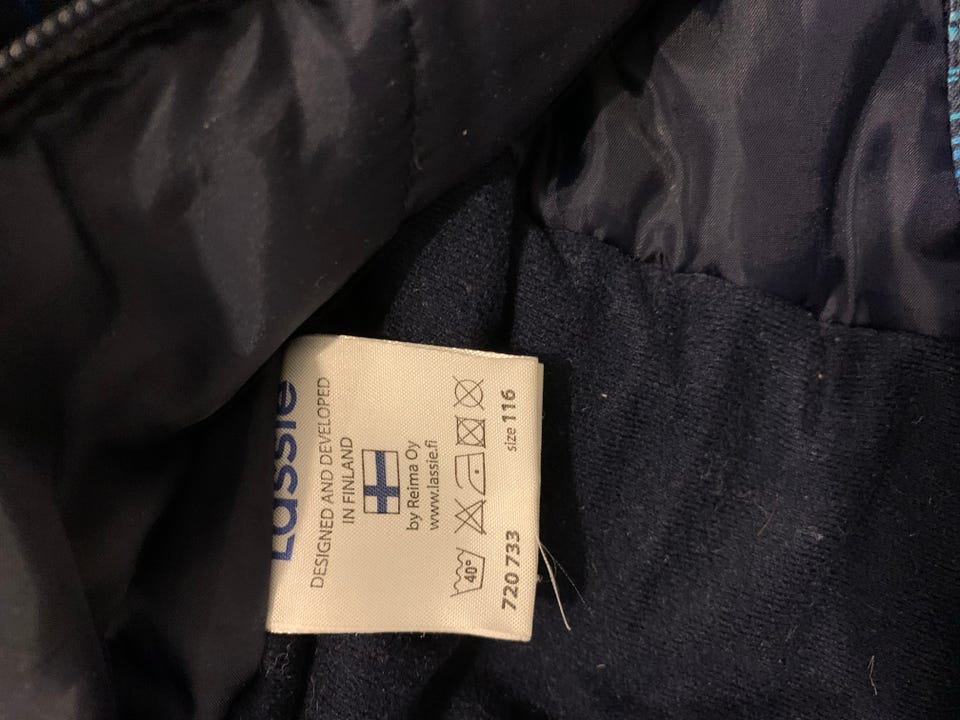 Lassie
DESIGNED AND DEVELOPED
IN FINLAND
by Reima Oy
www.lassie.fi
40°
720 733 size 116